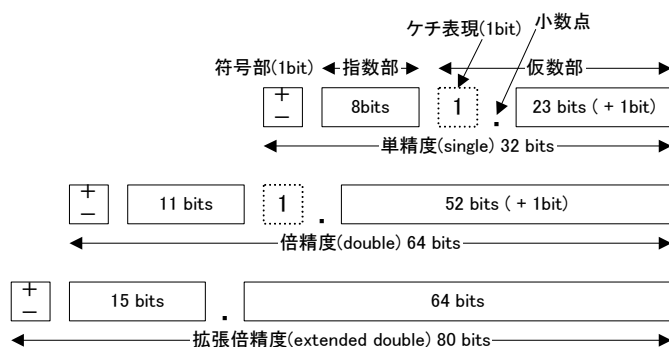 ケチ表現(1bit) 小数点
符号部(1bit) 指数部 仮数部
+
− 8bits 1 . 23 bits ( + 1bit)
単精度(single) 32 bits
+
− 11 bits 1 . 52 bits ( + 1bit)
倍精度(double) 64 bits
+
− 15 bits . 64 bits
拡張倍精度(extended double) 80 bits